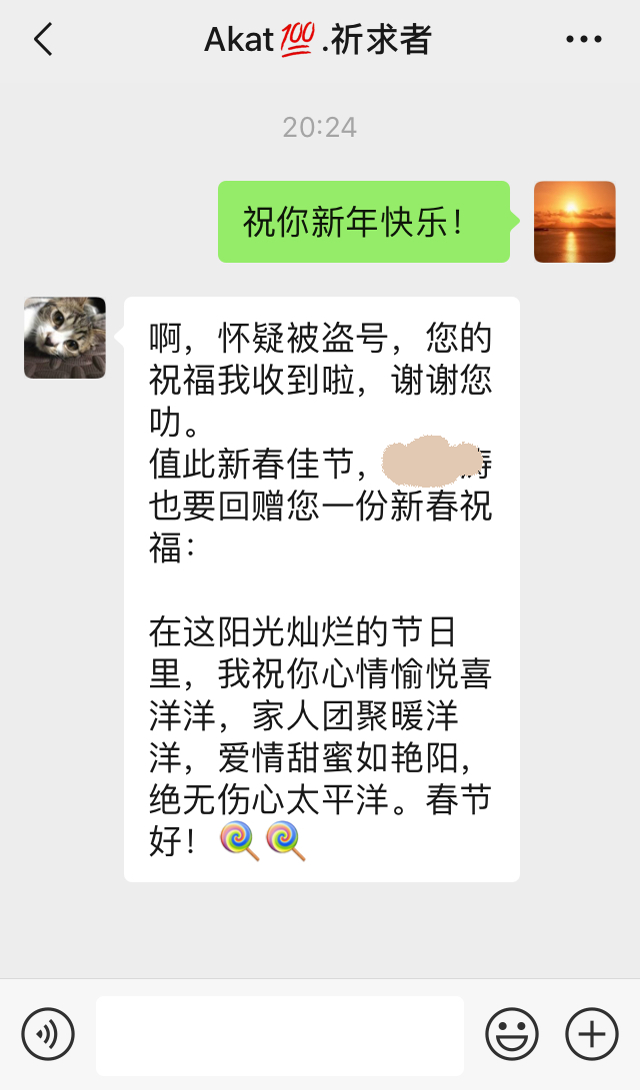 Akat💯.祈求者
20:24
祝你新年快乐！
啊，怀疑被盗号，您的
祝福我收到啦，谢谢您
叻。
值此新春佳节，
也要回赠您一份新春祝
福：
在这阳光灿烂的节日
里，我祝你心情愉悦喜
洋洋，家人团聚暖洋
洋，爱情甜蜜如艳阳，
绝无伤心太平洋。春节
好！🍭🍭